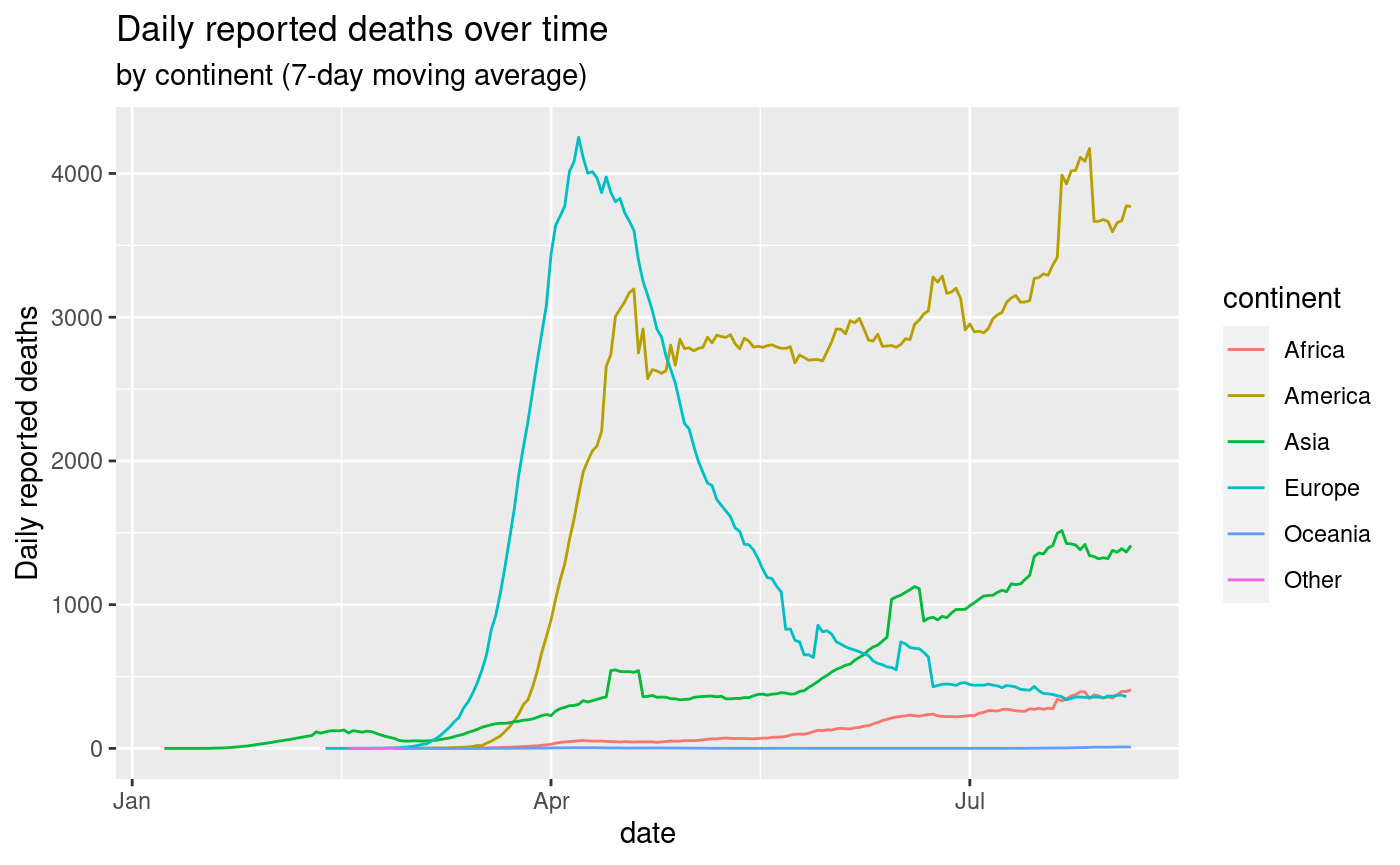 Daily reported deaths over time
by continent (7-day moving average)
Daily reported deaths
4000
3000
2000
1000
0
Jan
Apr
Jul
date
continent
Africa
America
Asia
Europe
Oceania
Other